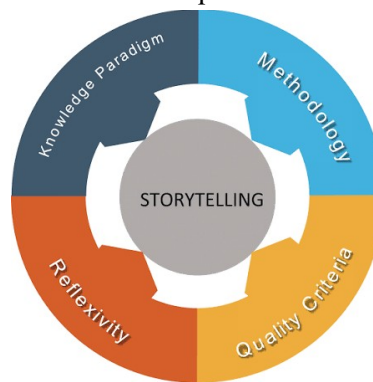 Knowledge Paradigm
Methodology
STORYTELLING
Reflexivity
Quality Criteria